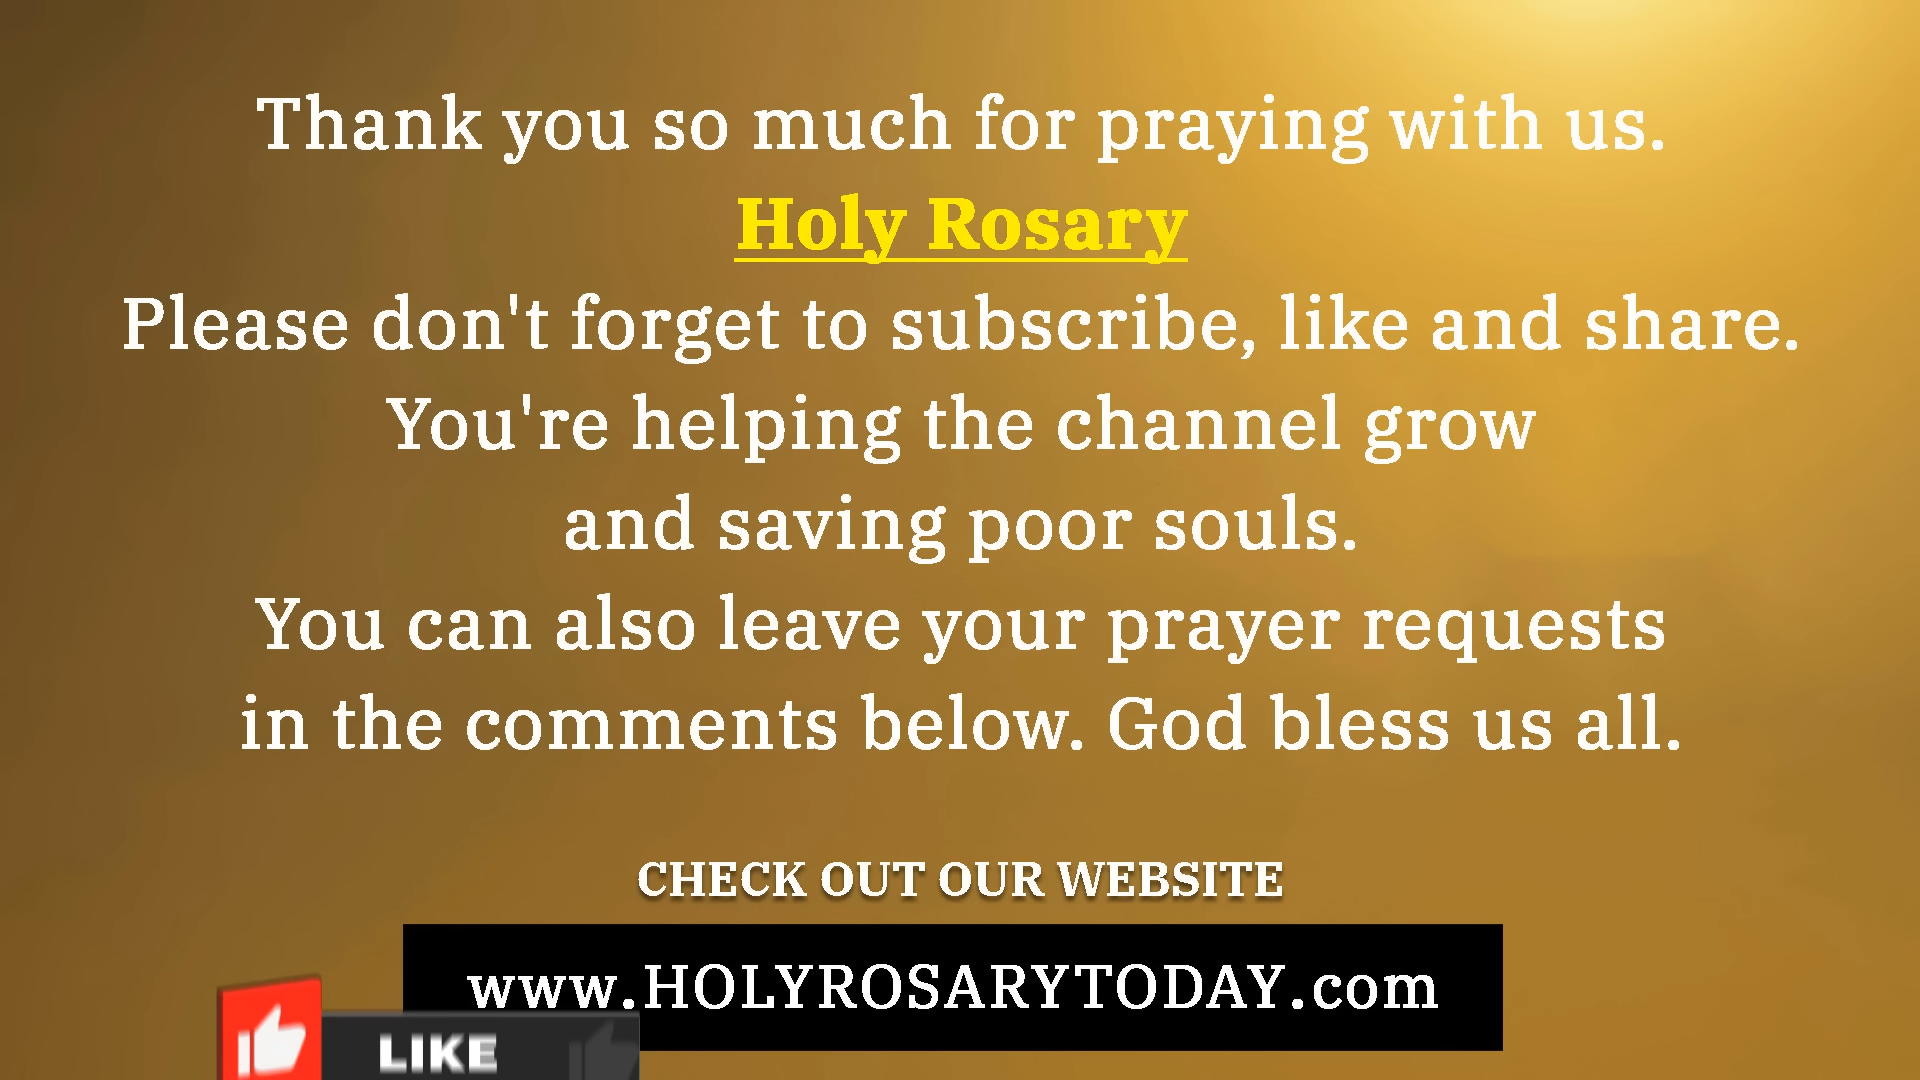 Thank you so much for praying with us.
Holy Rosary
Please don't forget to subscribe, like and share.
You're helping the channel grow
and saving poor souls.
You can also leave your prayer requests
in the comments below. God bless us all.
CHECK OUT OUR WEBSITE
www.HOLYROSARYTODAY.com
LIKE